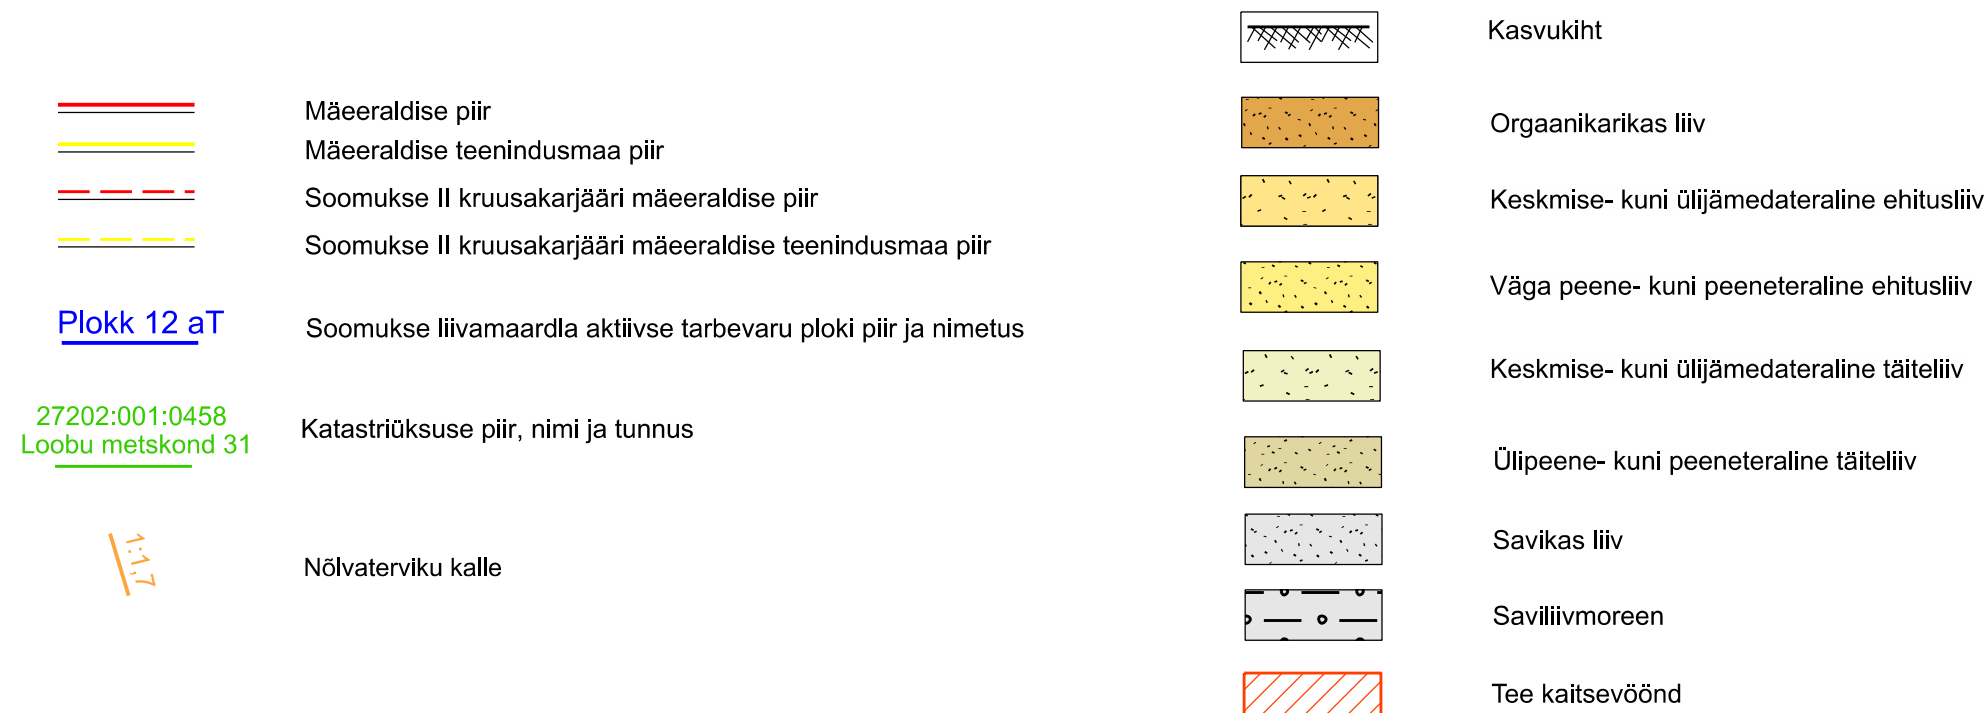 Mäeeraldise piir
Mäeeraldise teenindusmaa piir
Soomukse II kruusakarjääri mäeeraldise piir
Soomukse II kruusakarjääri mäeeraldise teenindusmaa piir
Plokk 12 aT
Soomukse liivamaardla aktiivse tarbevaru ploki piir ja nimetus
27202:001:0458
Loobu metskond 31
Katastriüksuse piir, nimi ja tunnus
1:1,7
Nõlvaterviku kalle
Kasvukiht
Orgaanikarikas liiv
Keskmise- kuni ülijämedateraline ehitusliiv
Väga peene- kuni peeneteraline ehitusliiv
Keskmise- kuni ülijämedateraline täiteliiv
Ülipeene- kuni peeneteraline täiteliiv
Savikas liiv
Saviliivmoreen
Tee kaitsevöönd